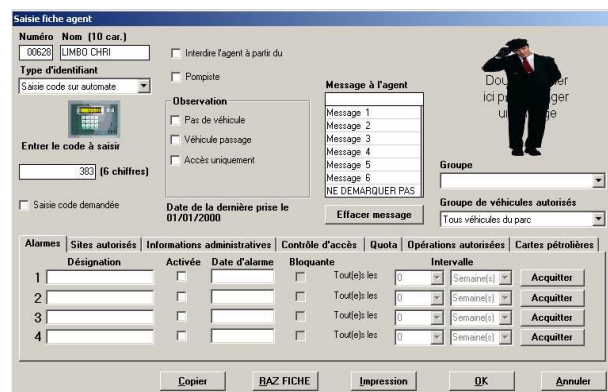 Saisie fiche agent
Numéro Nom (10 car.)
00628 LIMBO CHRI
Type d'identifiant
Saisie code sur automate
Entrer le code à saisir
383 (6 chiffres)
Saisie code demandée
Interdire l'agent à partir du
Pompiste
Observation
Pas de véhicule
Véhicule passage
Accès uniquement
Date de la dernière prise le
01/01/2000
Message à l'agent
Message 1
Message 2
Message 3
Message 4
Message 5
Message 6
NE DEMARQUER PAS
Effacer message
Groupe
Groupe de véhicules autorisés
Tous véhicules du parc
Alarmes Sites autorisés Informations administratives Contrôle d'accès Quota Opérations autorisées Cartes pétrolières
Désignation Activée Date d'alarme Bloquante Intervalle
1 Tout(e)s les 0 Semaine(s) Acquitter
2 Tout(e)s les 0 Semaine(s) Acquitter
3 Tout(e)s les 0 Semaine(s) Acquitter
4 Tout(e)s les 0 Semaine(s) Acquitter
Copier RAZ FICHE Impression OK Annuler